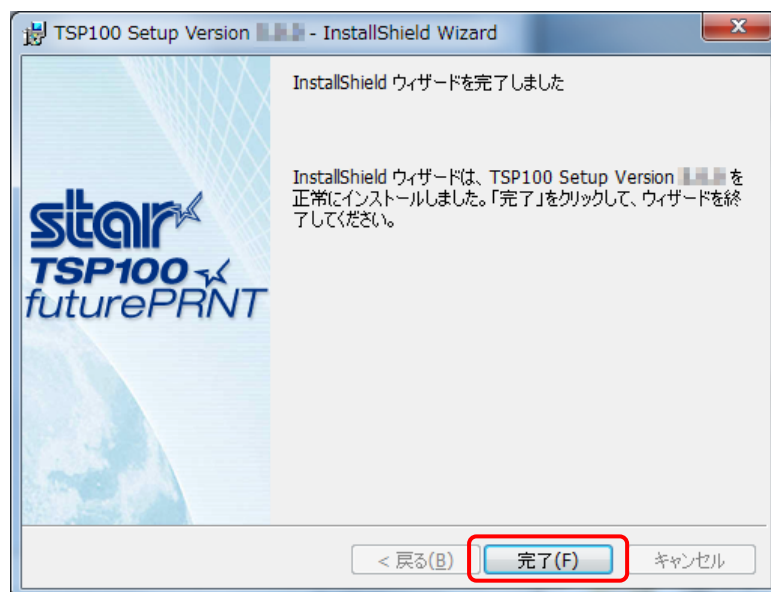 TSP100 Setup Version - InstallShield Wizard
InstallShield ウィザードを完了しました
InstallShield ウィザードは、TSP100 Setup Version を
正常にインストールしました。「完了」をクリックして、ウィザードを終
了してください。
star
TSP100
futurePRNT
< 戻る(B)
完了(F)
キャンセル